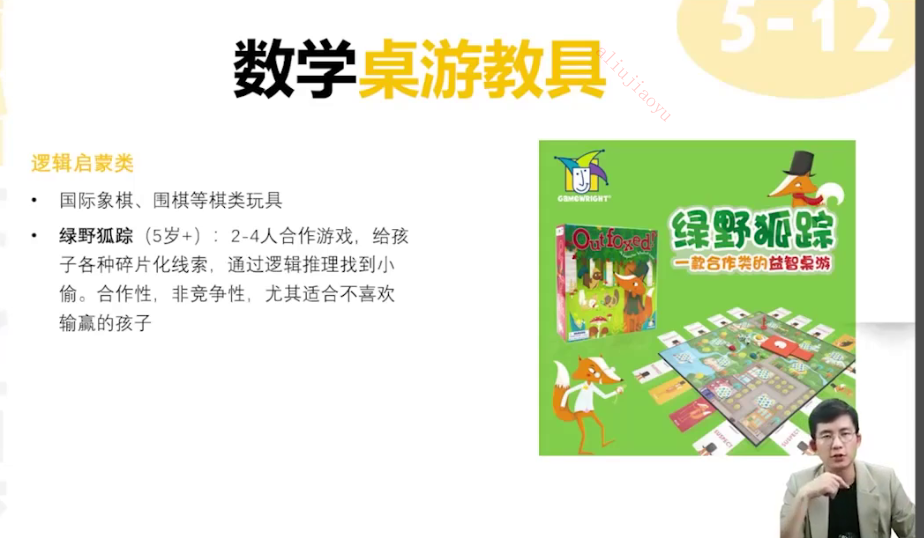 5-12
数学桌游教具
aliujiaoyu
逻辑启蒙类
• 国际象棋、围棋等棋类玩具
• 绿野狐踪（5岁+）：2-4人合作游戏，给孩
子各种碎片化线索，通过逻辑推理找到小
偷。合作性，非竞争性，尤其适合不喜欢
输赢的孩子
GAMEWRIGHT
Outfoxed!
绿野狐踪
一款合作类的益智桌游
SUSPECT
SUSPECT